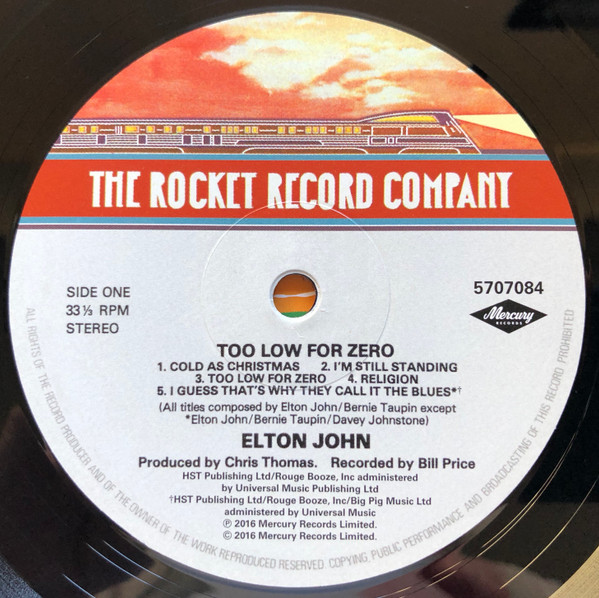 THE ROCKET RECORD COMPANY
SIDE ONE
33⅓ RPM
STEREO
5707084
Mercury
RECORDS
TOO LOW FOR ZERO
1. COLD AS CHRISTMAS 2. I'M STILL STANDING
3. TOO LOW FOR ZERO 4. RELIGION
5. I GUESS THAT'S WHY THEY CALL IT THE BLUES*†
(All titles composed by Elton John/Bernie Taupin except
*Elton John/Bernie Taupin/Davey Johnstone)
ELTON JOHN
Produced by Chris Thomas. Recorded by Bill Price
HST Publishing Ltd/Rouge Booze, Inc administered
by Universal Music Publishing Ltd
†HST Publishing Ltd/Rouge Booze, Inc/Big Pig Music Ltd
administered by Universal Music
℗ 2016 Mercury Records Limited.
© 2016 Mercury Records Limited.
ALL RIGHTS OF THE RECORD PRODUCER AND OF THE OWNER OF THE WORK REPRODUCED RESERVED. COPYING, PUBLIC PERFORMANCE AND BROADCASTING OF THIS RECORD PROHIBITED